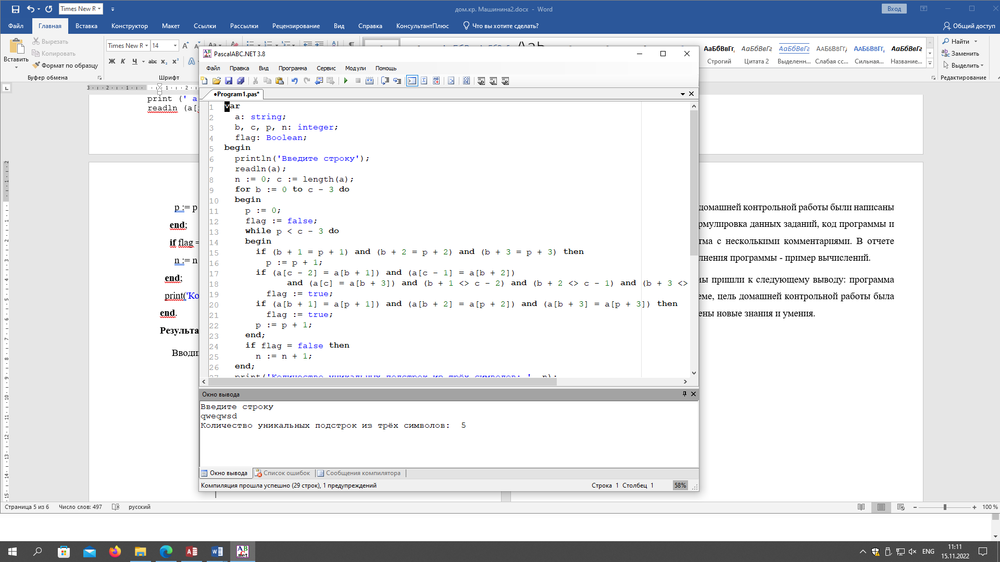 Times New R
дом.кр. Машинина2.docx - Word
Вход
Файл Главная Вставка Конструктор Макет Ссылки Рассылки Рецензирование Вид Справка КонсультантПлюс Что вы хотите сделать? Общий доступ
Вставить
Вырезать
Копировать
Формат по образцу
Буфер обмена
Times New R 14
Ж К Ч abc x₂ x²
Шрифт
АаБбВвГг, АаБбВвГг АаБбВвГг ААББВВГГ, ААББВВГГ, АаБбВвГг,
Строгий Цитата 2 Выделенн... Слабая сс... Сильная... Название...
Найти
Заменить
Выделить
Редактирование
print (' a
readln (a[
p := p
end;
if flag =
n := n
end;
print('Ко
end.
Результа
Вводи
домашней контрольной работы были написаны
рмулировка данных заданий, код программы и
гма с несколькими комментариями. В отчете
лнения программы - пример вычислений.
мы пришли к следующему выводу: программа
еме, цель домашней контрольной работы была
ены новые знания и умения.
PascalABC.NET 3.8
Файл Правка Вид Программа Сервис Модули Помощь
•Program1.pas*
1 var
2 a: string;
3 b, c, p, n: integer;
4 flag: Boolean;
5 begin
6 println('Введите строку');
7 readln(a);
8 n := 0; c := length(a);
9 for b := 0 to c - 3 do
10 begin
11 p := 0;
12 flag := false;
13 while p < c - 3 do
14 begin
15 if (b + 1 = p + 1) and (b + 2 = p + 2) and (b + 3 = p + 3) then
16 p := p + 1;
17 if (a[c - 2] = a[b + 1]) and (a[c - 1] = a[b + 2])
18 and (a[c] = a[b + 3]) and (b + 1 <> c - 2) and (b + 2 <> c - 1) and (b + 3 <>
19 flag := true;
20 if (a[b + 1] = a[p + 1]) and (a[b + 2] = a[p + 2]) and (a[b + 3] = a[p + 3]) then
21 flag := true;
22 p := p + 1;
23 end;
24 if flag = false then
25 n := n + 1;
26 end;
27 print('Количество уникальных подстрок из трёх символов: ', n);
Окно вывода
Введите строку
qweqwsd
Количество уникальных подстрок из трёх символов: 5
Окно вывода Список ошибок Сообщения компилятора
Компиляция прошла успешно (29 строк), 1 предупреждений Строка 1 Столбец 1 58%
Страница 5 из 6 Число слов: 497 русский 100 %
ENG
11:11
15.11.2022